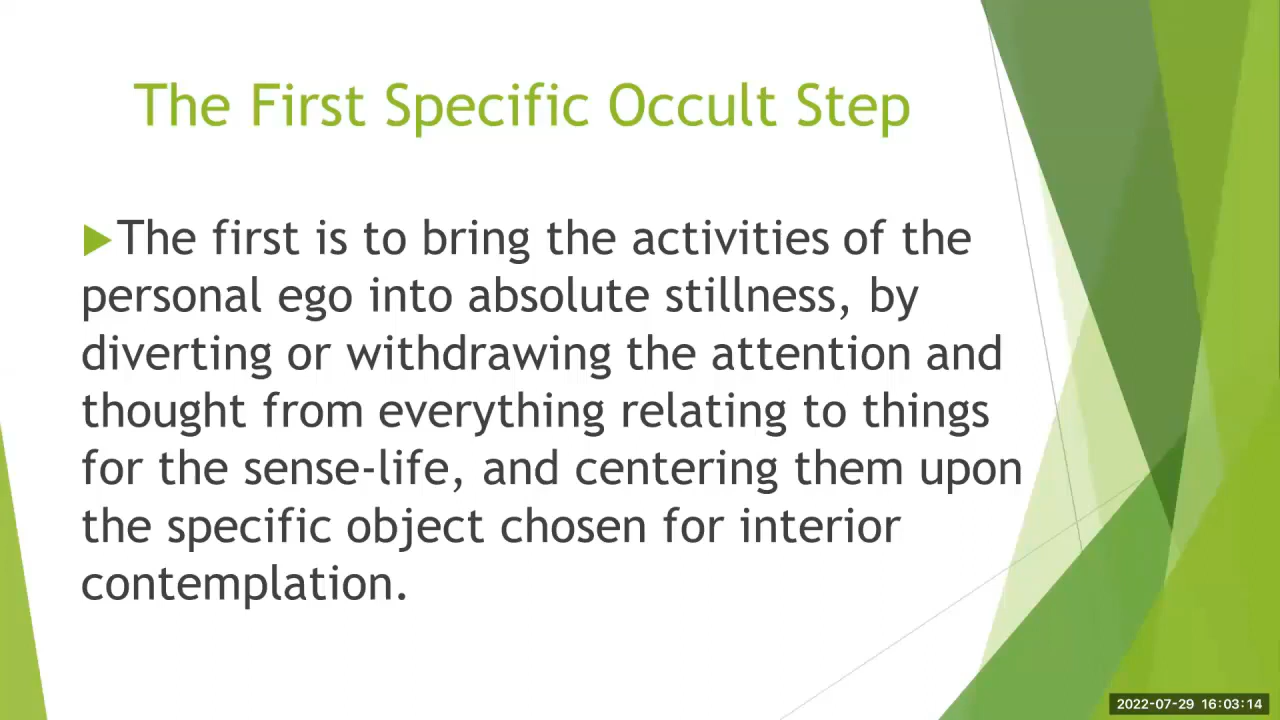 The First Specific Occult Step
The first is to bring the activities of the
personal ego into absolute stillness, by
diverting or withdrawing the attention and
thought from everything relating to things
for the sense-life, and centering them upon
the specific object chosen for interior
contemplation.
2022-07-29 16:03:14